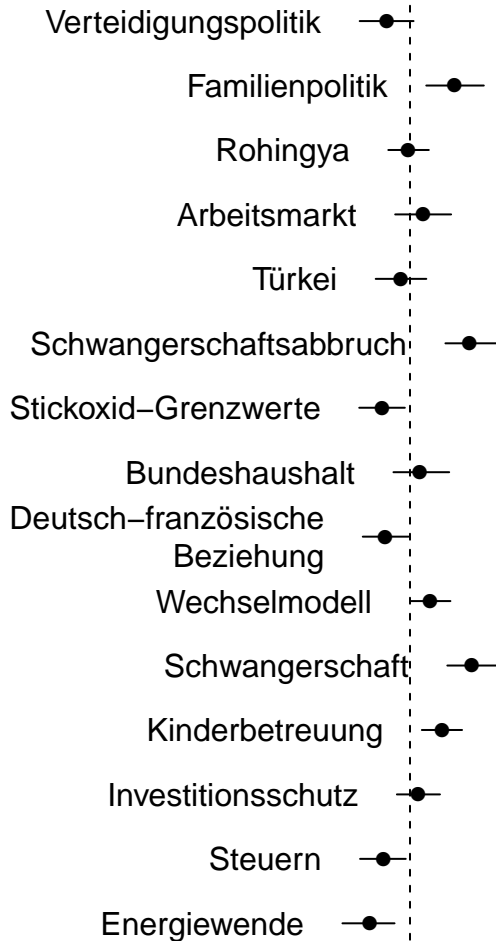 Verteidigungspolitik
Familienpolitik
Rohingya
Arbeitsmarkt
Türkei
Schwangerschaftsabbruch
Stickoxid−Grenzwerte
Bundeshaushalt
Deutsch−französische
Beziehung
Wechselmodell
Schwangerschaft
Kinderbetreuung
Investitionsschutz
Steuern
Energiewende